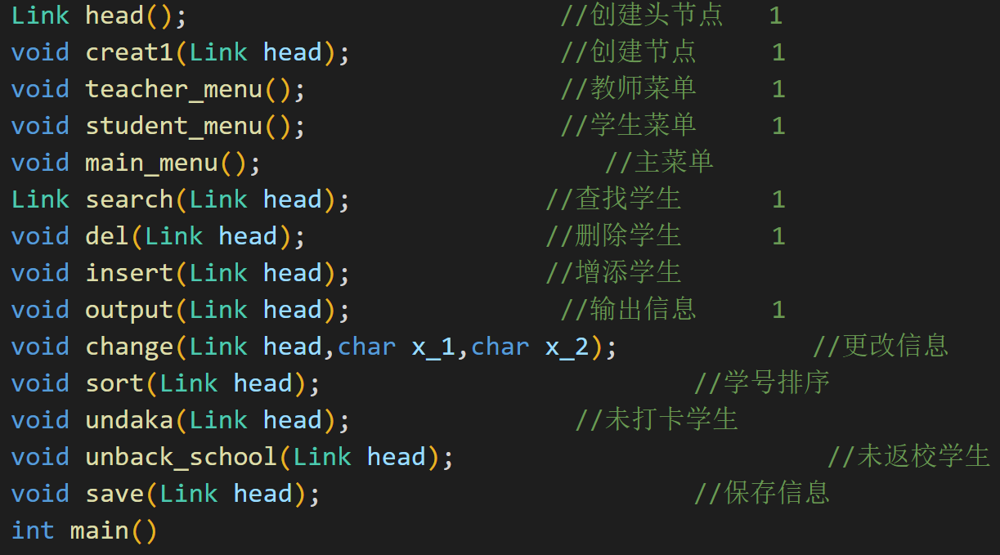 Link head(); //创建头节点 1
void creat1(Link head); //创建节点 1
void teacher_menu(); //教师菜单 1
void student_menu(); //学生菜单 1
void main_menu(); //主菜单
Link search(Link head); //查找学生 1
void del(Link head); //删除学生 1
void insert(Link head); //增添学生
void output(Link head); //输出信息 1
void change(Link head,char x_1,char x_2); //更改信息
void sort(Link head); //学号排序
void undaka(Link head); //未打卡学生
void unback_school(Link head); //未返校学生
void save(Link head); //保存信息
int main()